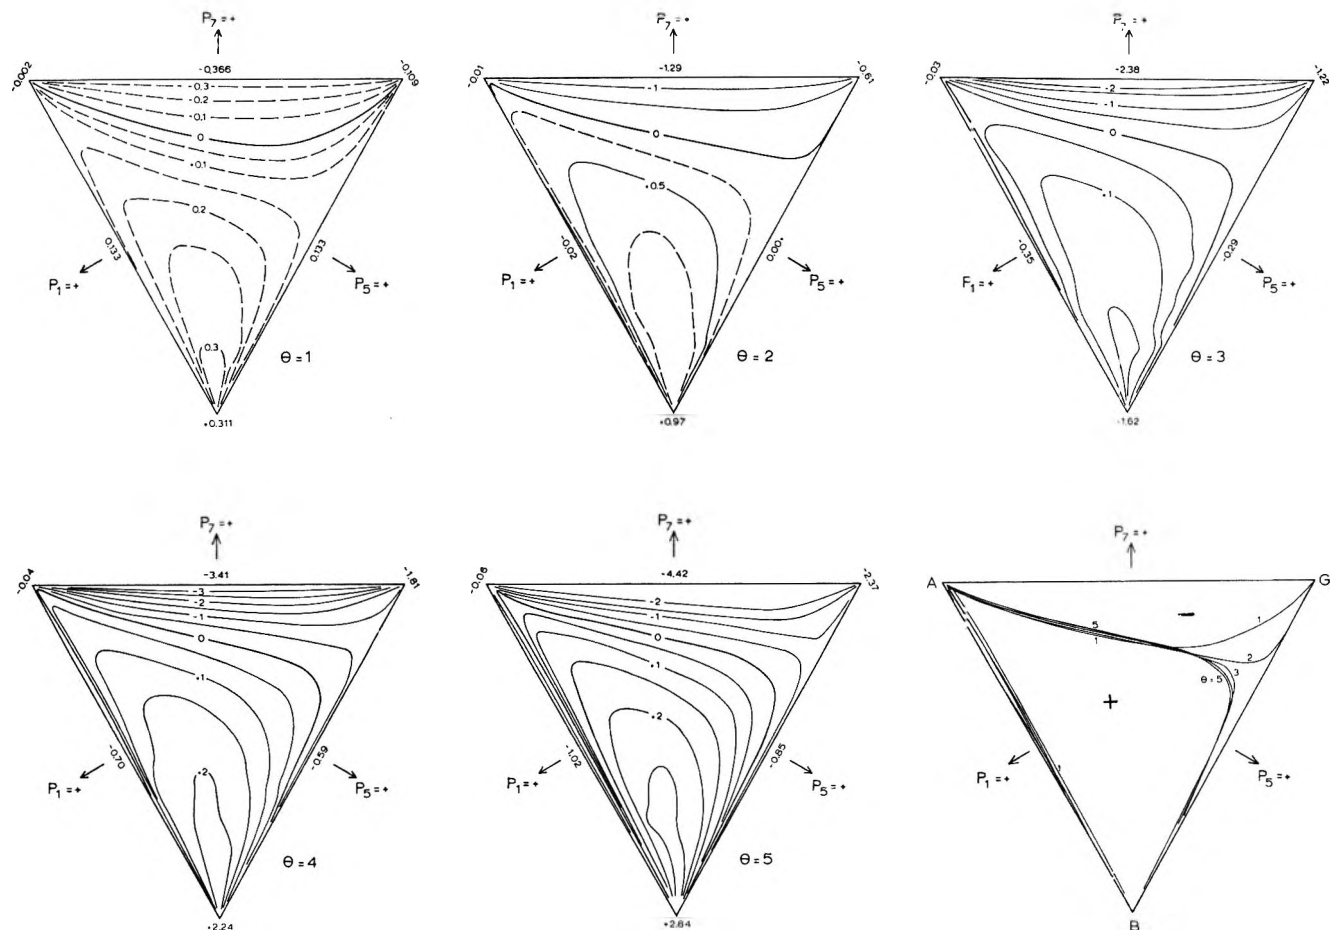 P7 = +
-0.002
-0.366
-0.109
-0.3
-0.2
-0.1
0
+0.1
0.2
0.3
0.133
0.133
P1 = +
P5 = +
θ = 1
+0.311
P7 = +
-0.01
-1.29
-0.61
-1
0
+0.5
-0.02
0.00+
P1 = +
P5 = +
θ = 2
+0.97
= +
-0.03
-2.38
-1.22
-2
-1
0
+1
-0.35
-0.29
F1 = +
P5 = +
θ = 3
-1.62
P7 = +
-0.04
-3.41
-1.81
-3
-2
-1
0
+1
+2
-0.70
-0.59
P1 = +
P5 = +
θ = 4
+2.24
P7 = +
-0.06
-4.42
-2.37
-2
-1
0
+1
+2
-1.02
-0.85
P1 = +
P5 = +
θ = 5
+2.84
P7 = +
A
G
-
1
5
1
2
3
θ = 5
+
1
P1 = +
P5 = +
B